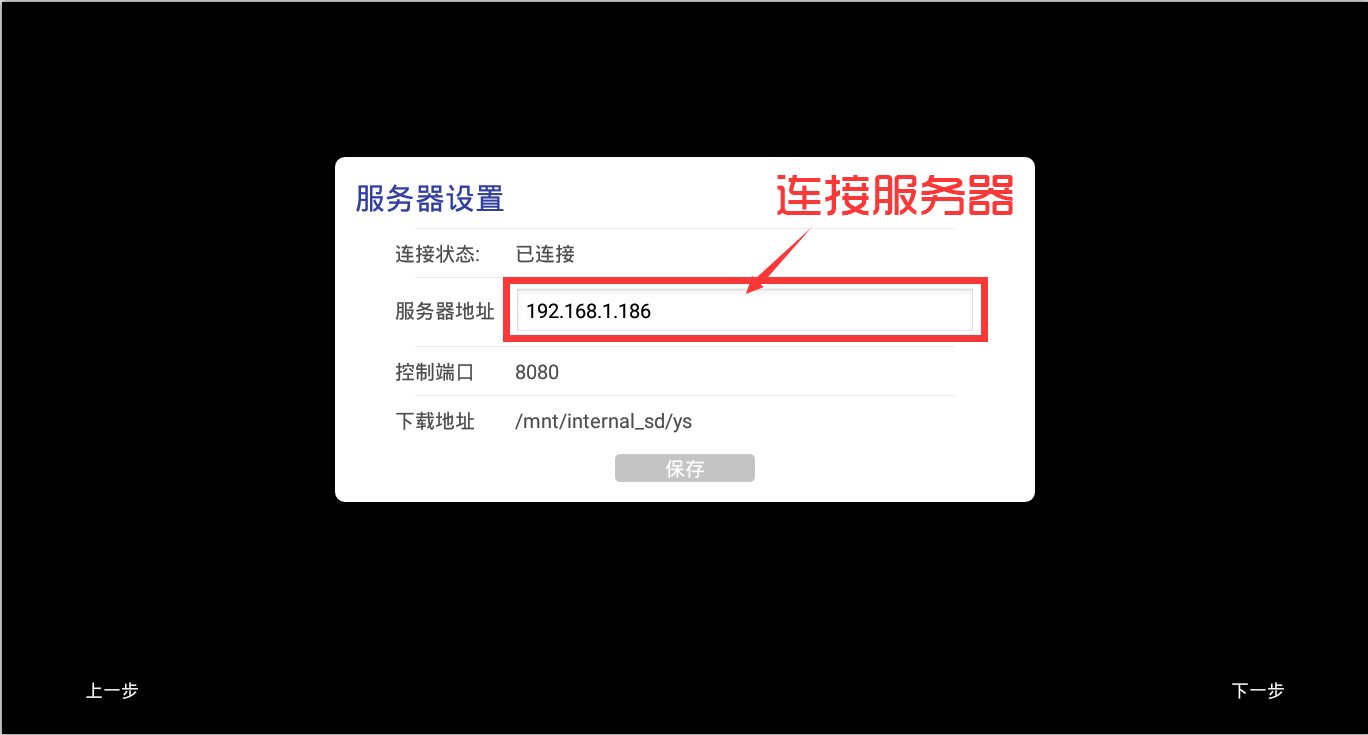 服务器设置
连接服务器
连接状态: 已连接
服务器地址 192.168.1.186
控制端口 8080
下载地址 /mnt/internal_sd/ys
保存
上一步 下一步